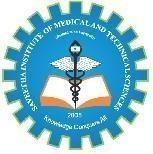 SAVEETHA INSTITUTE OF MEDICAL AND TECHNICAL SCIENCES
2005
Knowledge Conquers All